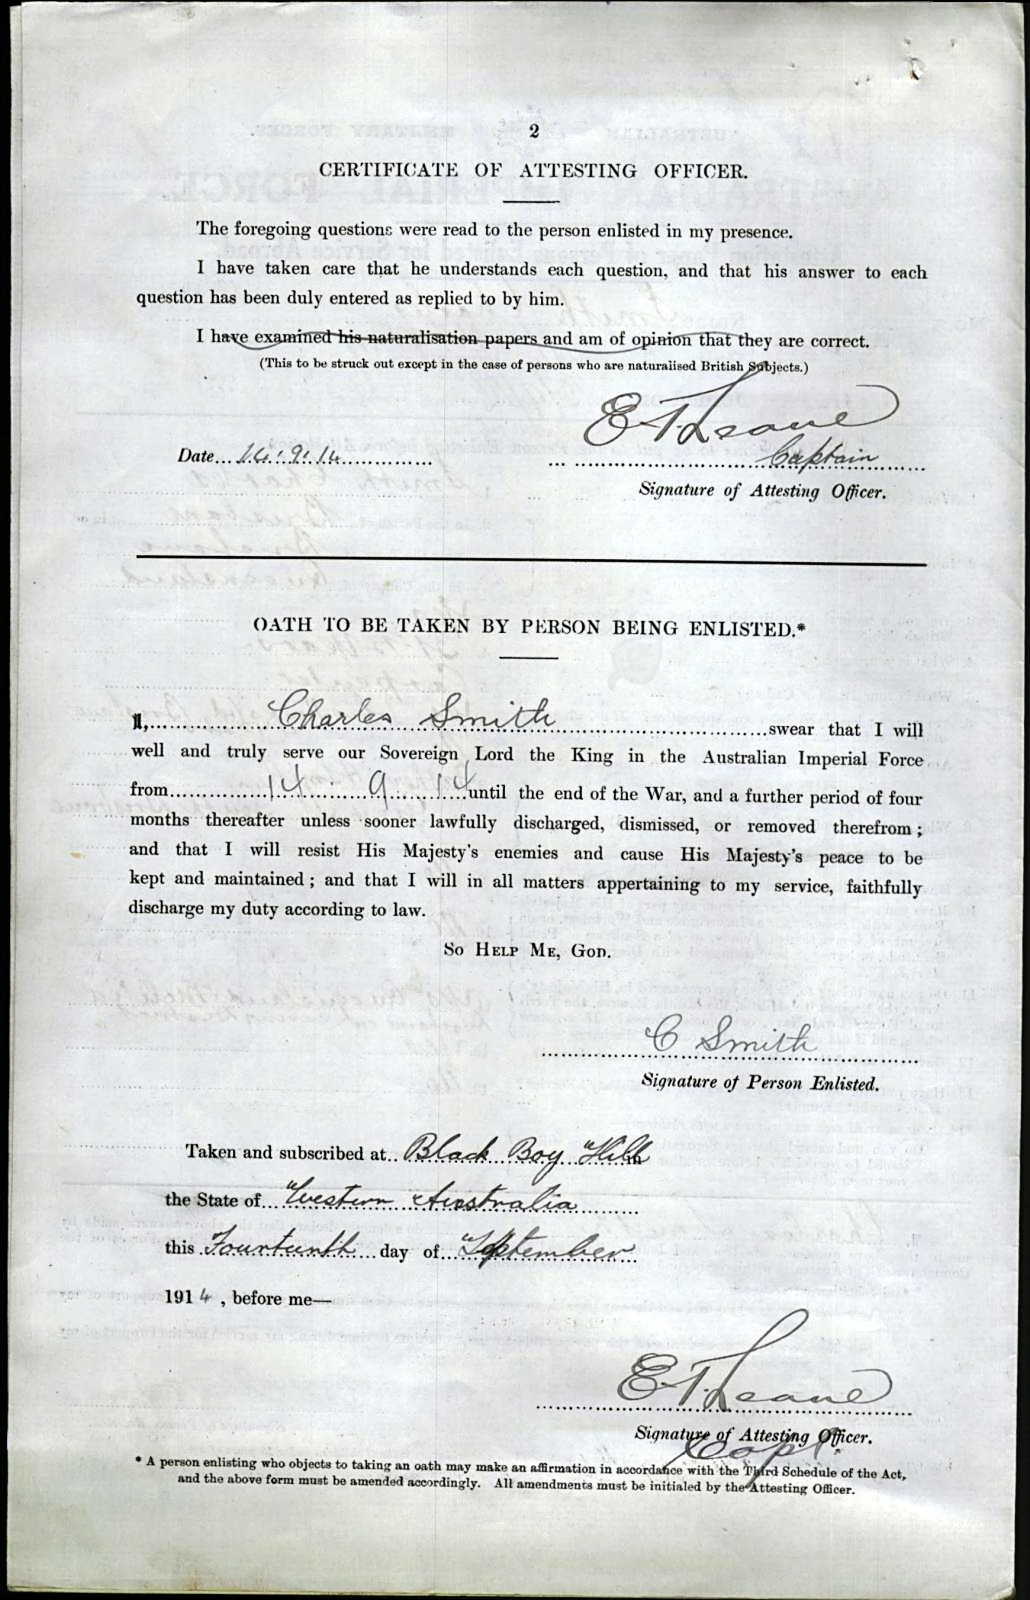 2
CERTIFICATE OF ATTESTING OFFICER.
The foregoing questions were read to the person enlisted in my presence.
I have taken care that he understands each question, and that his answer to each
question has been duly entered as replied to by him.
I have examined his naturalisation papers and am of opinion that they are correct.
(This to be struck out except in the case of persons who are naturalised British Subjects.)
E. T. Leane
Date... 14.9.14 ............... Captain
Signature of Attesting Officer.
OATH TO BE TAKEN BY PERSON BEING ENLISTED.*
I, Charles Smith swear that I will
well and truly serve our Sovereign Lord the King in the Australian Imperial Force
from 14 - 9 - 14 until the end of the War, and a further period of four
months thereafter unless sooner lawfully discharged, dismissed, or removed therefrom;
and that I will resist His Majesty's enemies and cause His Majesty's peace to be
kept and maintained; and that I will in all matters appertaining to my service, faithfully
discharge my duty according to law.
SO HELP ME, GOD.
C Smith
Signature of Person Enlisted.
Taken and subscribed at Black Boy Hill in
the State of Western Australia
this Fourteenth day of September
1914, before me—
E. T. Leane
Signature of Attesting Officer.
Capt.
* A person enlisting who objects to taking an oath may make an affirmation in accordance with the Third Schedule of the Act,
and the above form must be amended accordingly. All amendments must be initialed by the Attesting Officer.